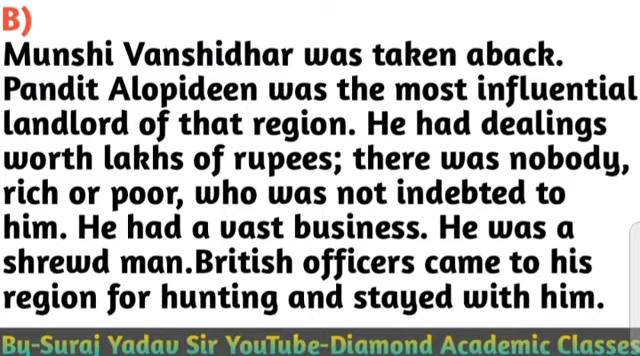 B)
Munshi Vanshidhar was taken aback.
Pandit Alopideen was the most influential
landlord of that region. He had dealings
worth lakhs of rupees; there was nobody,
rich or poor, who was not indebted to
him. He had a vast business. He was a
shrewd man.British officers came to his
region for hunting and stayed with him.
By-Suraj Yadav Sir YouTube-Diamond Academic Classes